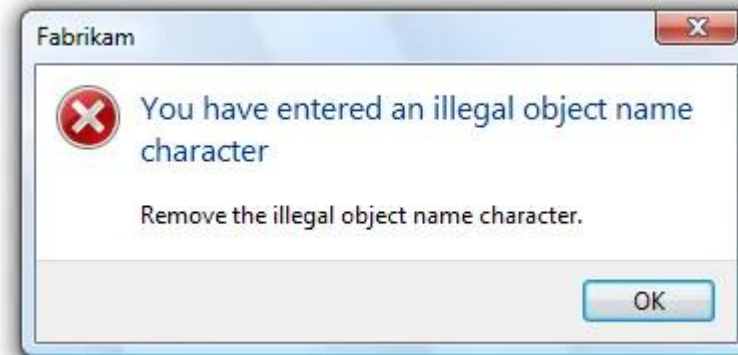 Fabrikam
You have entered an illegal object name
character
Remove the illegal object name character.
OK